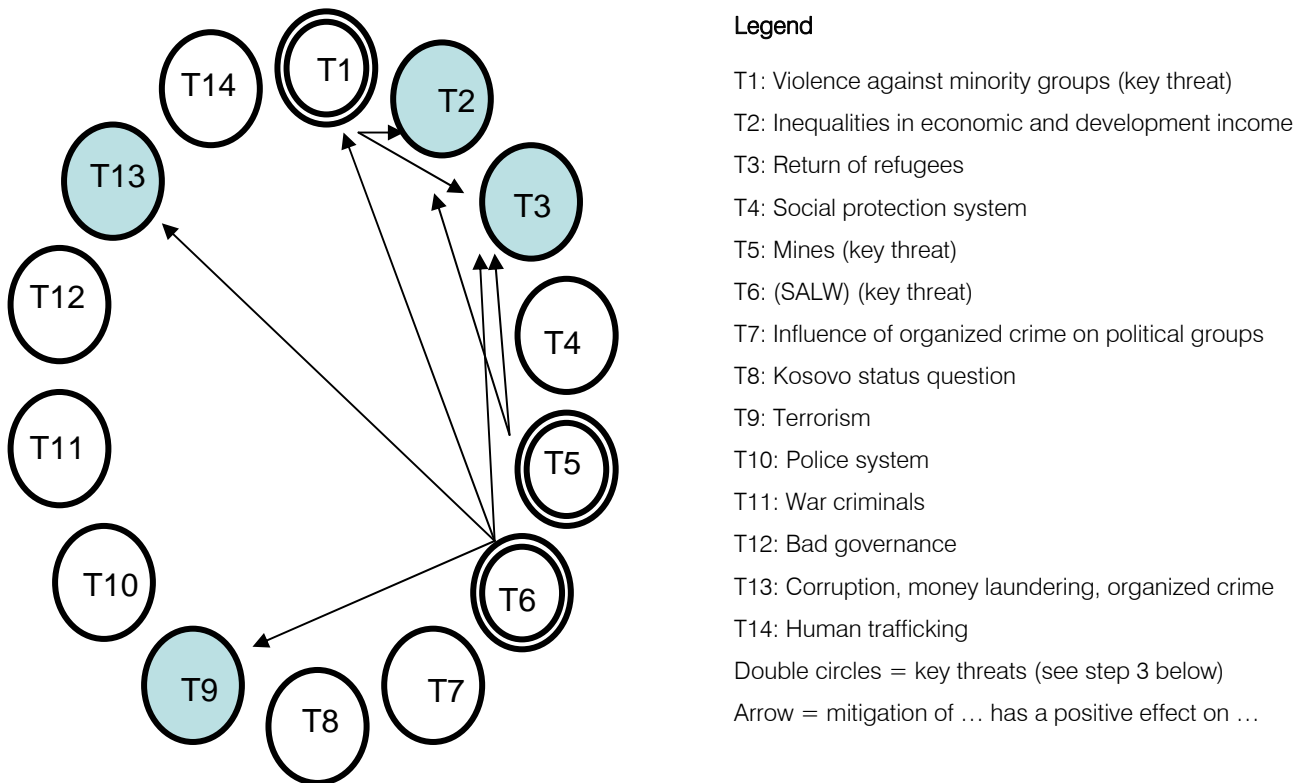 T1
T2
T3
T4
T5
T6
T7
T8
T9
T10
T11
T12
T13
T14
Legend
T1: Violence against minority groups (key threat)
T2: Inequalities in economic and development income
T3: Return of refugees
T4: Social protection system
T5: Mines (key threat)
T6: (SALW) (key threat)
T7: Influence of organized crime on political groups
T8: Kosovo status question
T9: Terrorism
T10: Police system
T11: War criminals
T12: Bad governance
T13: Corruption, money laundering, organized crime
T14: Human trafficking
Double circles = key threats (see step 3 below)
Arrow = mitigation of … has a positive effect on …